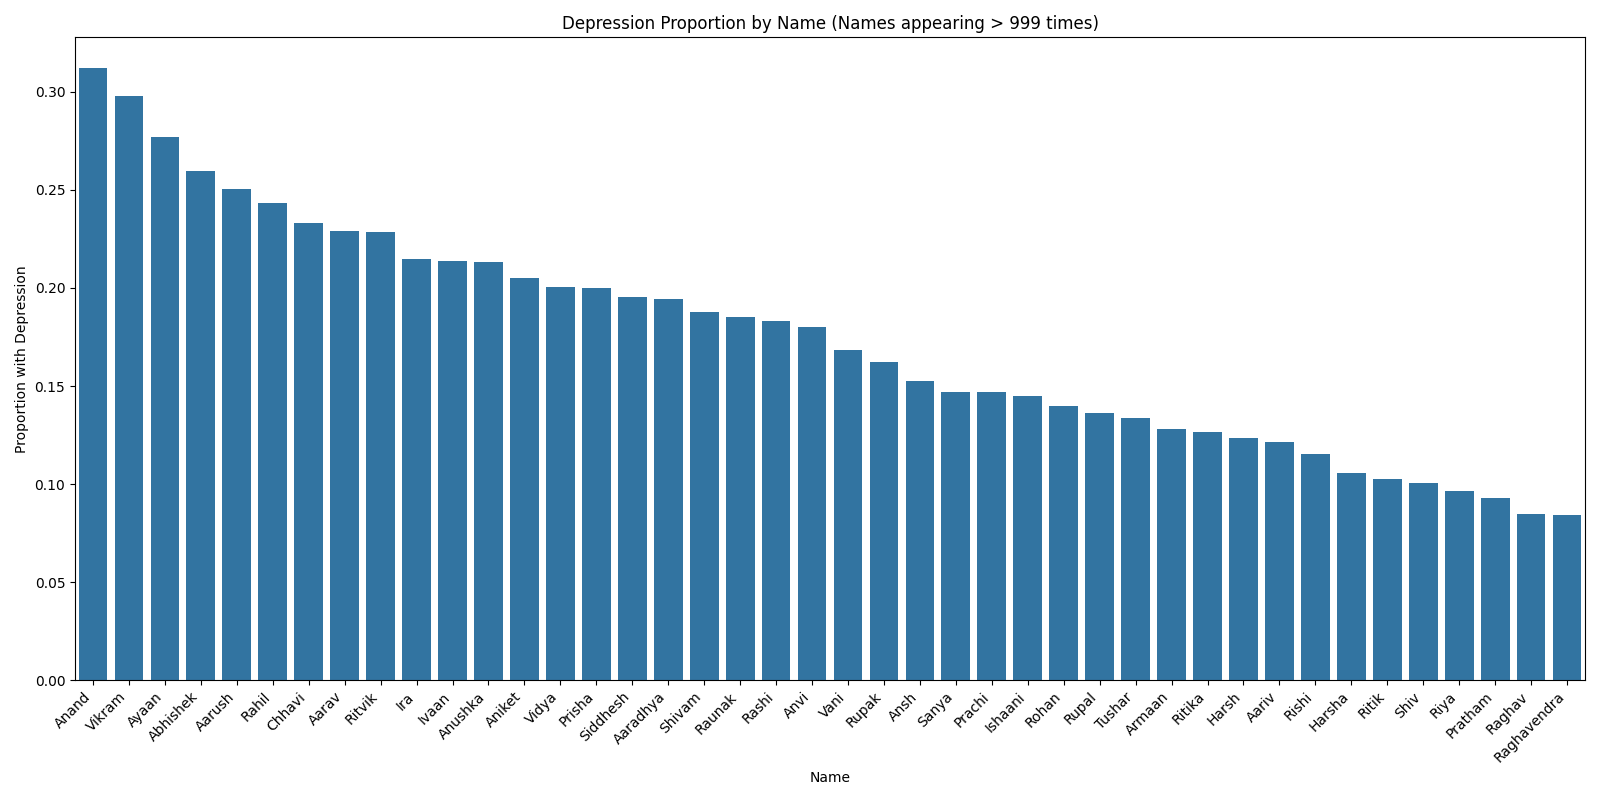 Depression Proportion by Name (Names appearing > 999 times)
Proportion with Depression
0.30
0.25
0.20
0.15
0.10
0.05
0.00
Anand
Vikram
Ayaan
Abhishek
Aarush
Rahil
Chhavi
Aarav
Ritvik
Ira
Ivaan
Anushka
Aniket
Vidya
Prisha
Siddhesh
Aaradhya
Shivam
Raunak
Rashi
Anvi
Vani
Rupak
Ansh
Sanya
Prachi
Ishaani
Rohan
Rupal
Tushar
Armaan
Ritika
Harsh
Aariv
Rishi
Harsha
Ritik
Shiv
Riya
Pratham
Raghav
Raghavendra
Name